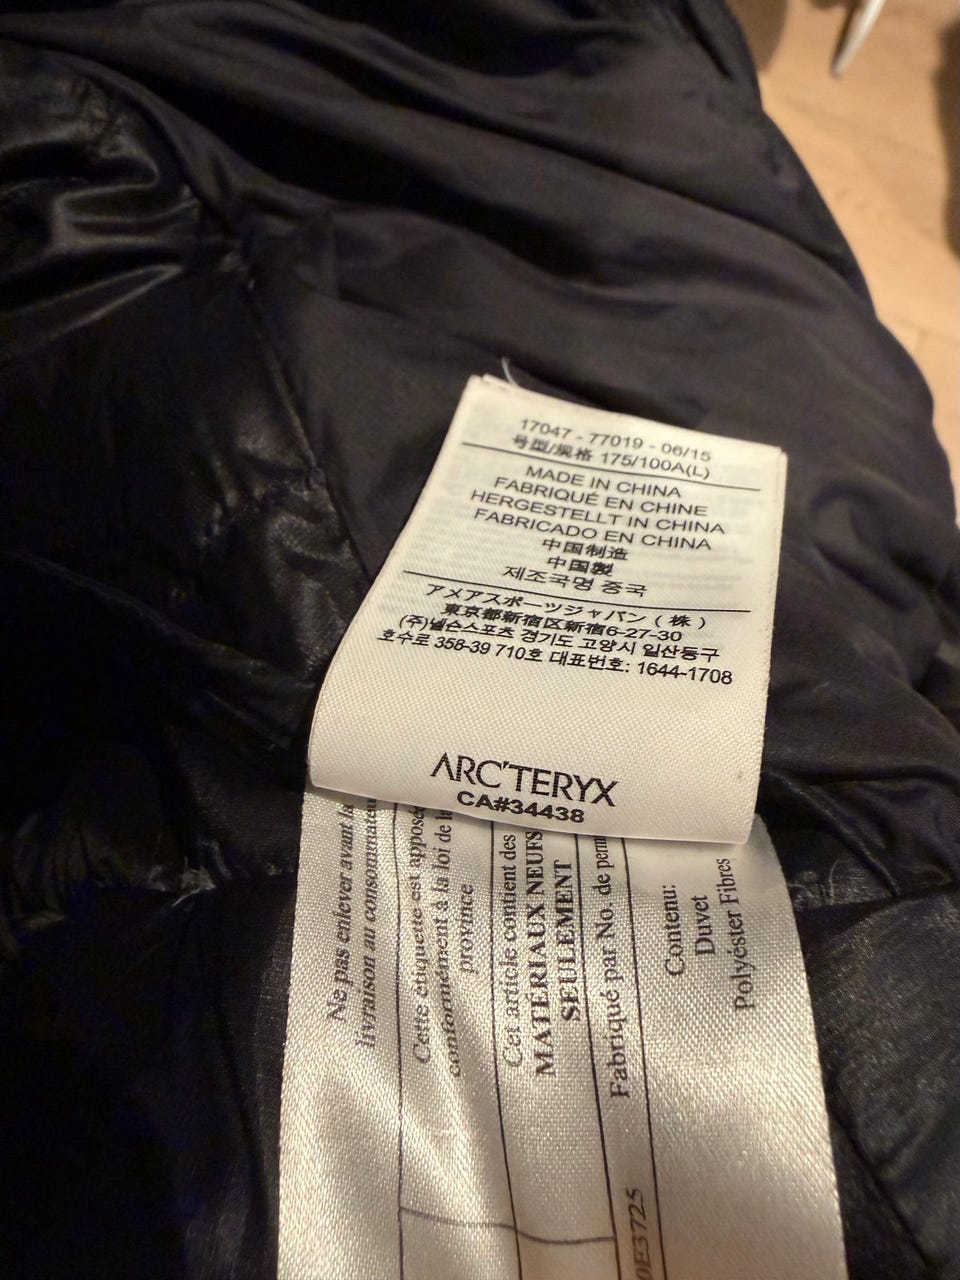 17047 - 77019 - 06/15
号型/规格 175/100A(L)
MADE IN CHINA
FABRIQUÉ EN CHINE
HERGESTELLT IN CHINA
FABRICADO EN CHINA
中国制造
中国製
제조국명 중국
アメアスポーツジャパン(株)
東京都新宿区新宿6-27-30
(주)넬슨스포츠 경기도 고양시 일산동구
호수로 358-39 710호 대표번호: 1644-1708
ARC'TERYX
CA#34438
Ne pas enlever avant la
livraison au consommateur
Cette étiquette est apposée
conformément à la loi de la
province
Cet article contient des
MATÉRIAUX NEUFS
SEULEMENT
Fabriqué par No. de
Contenu:
Duvet
Polyéster Fibres